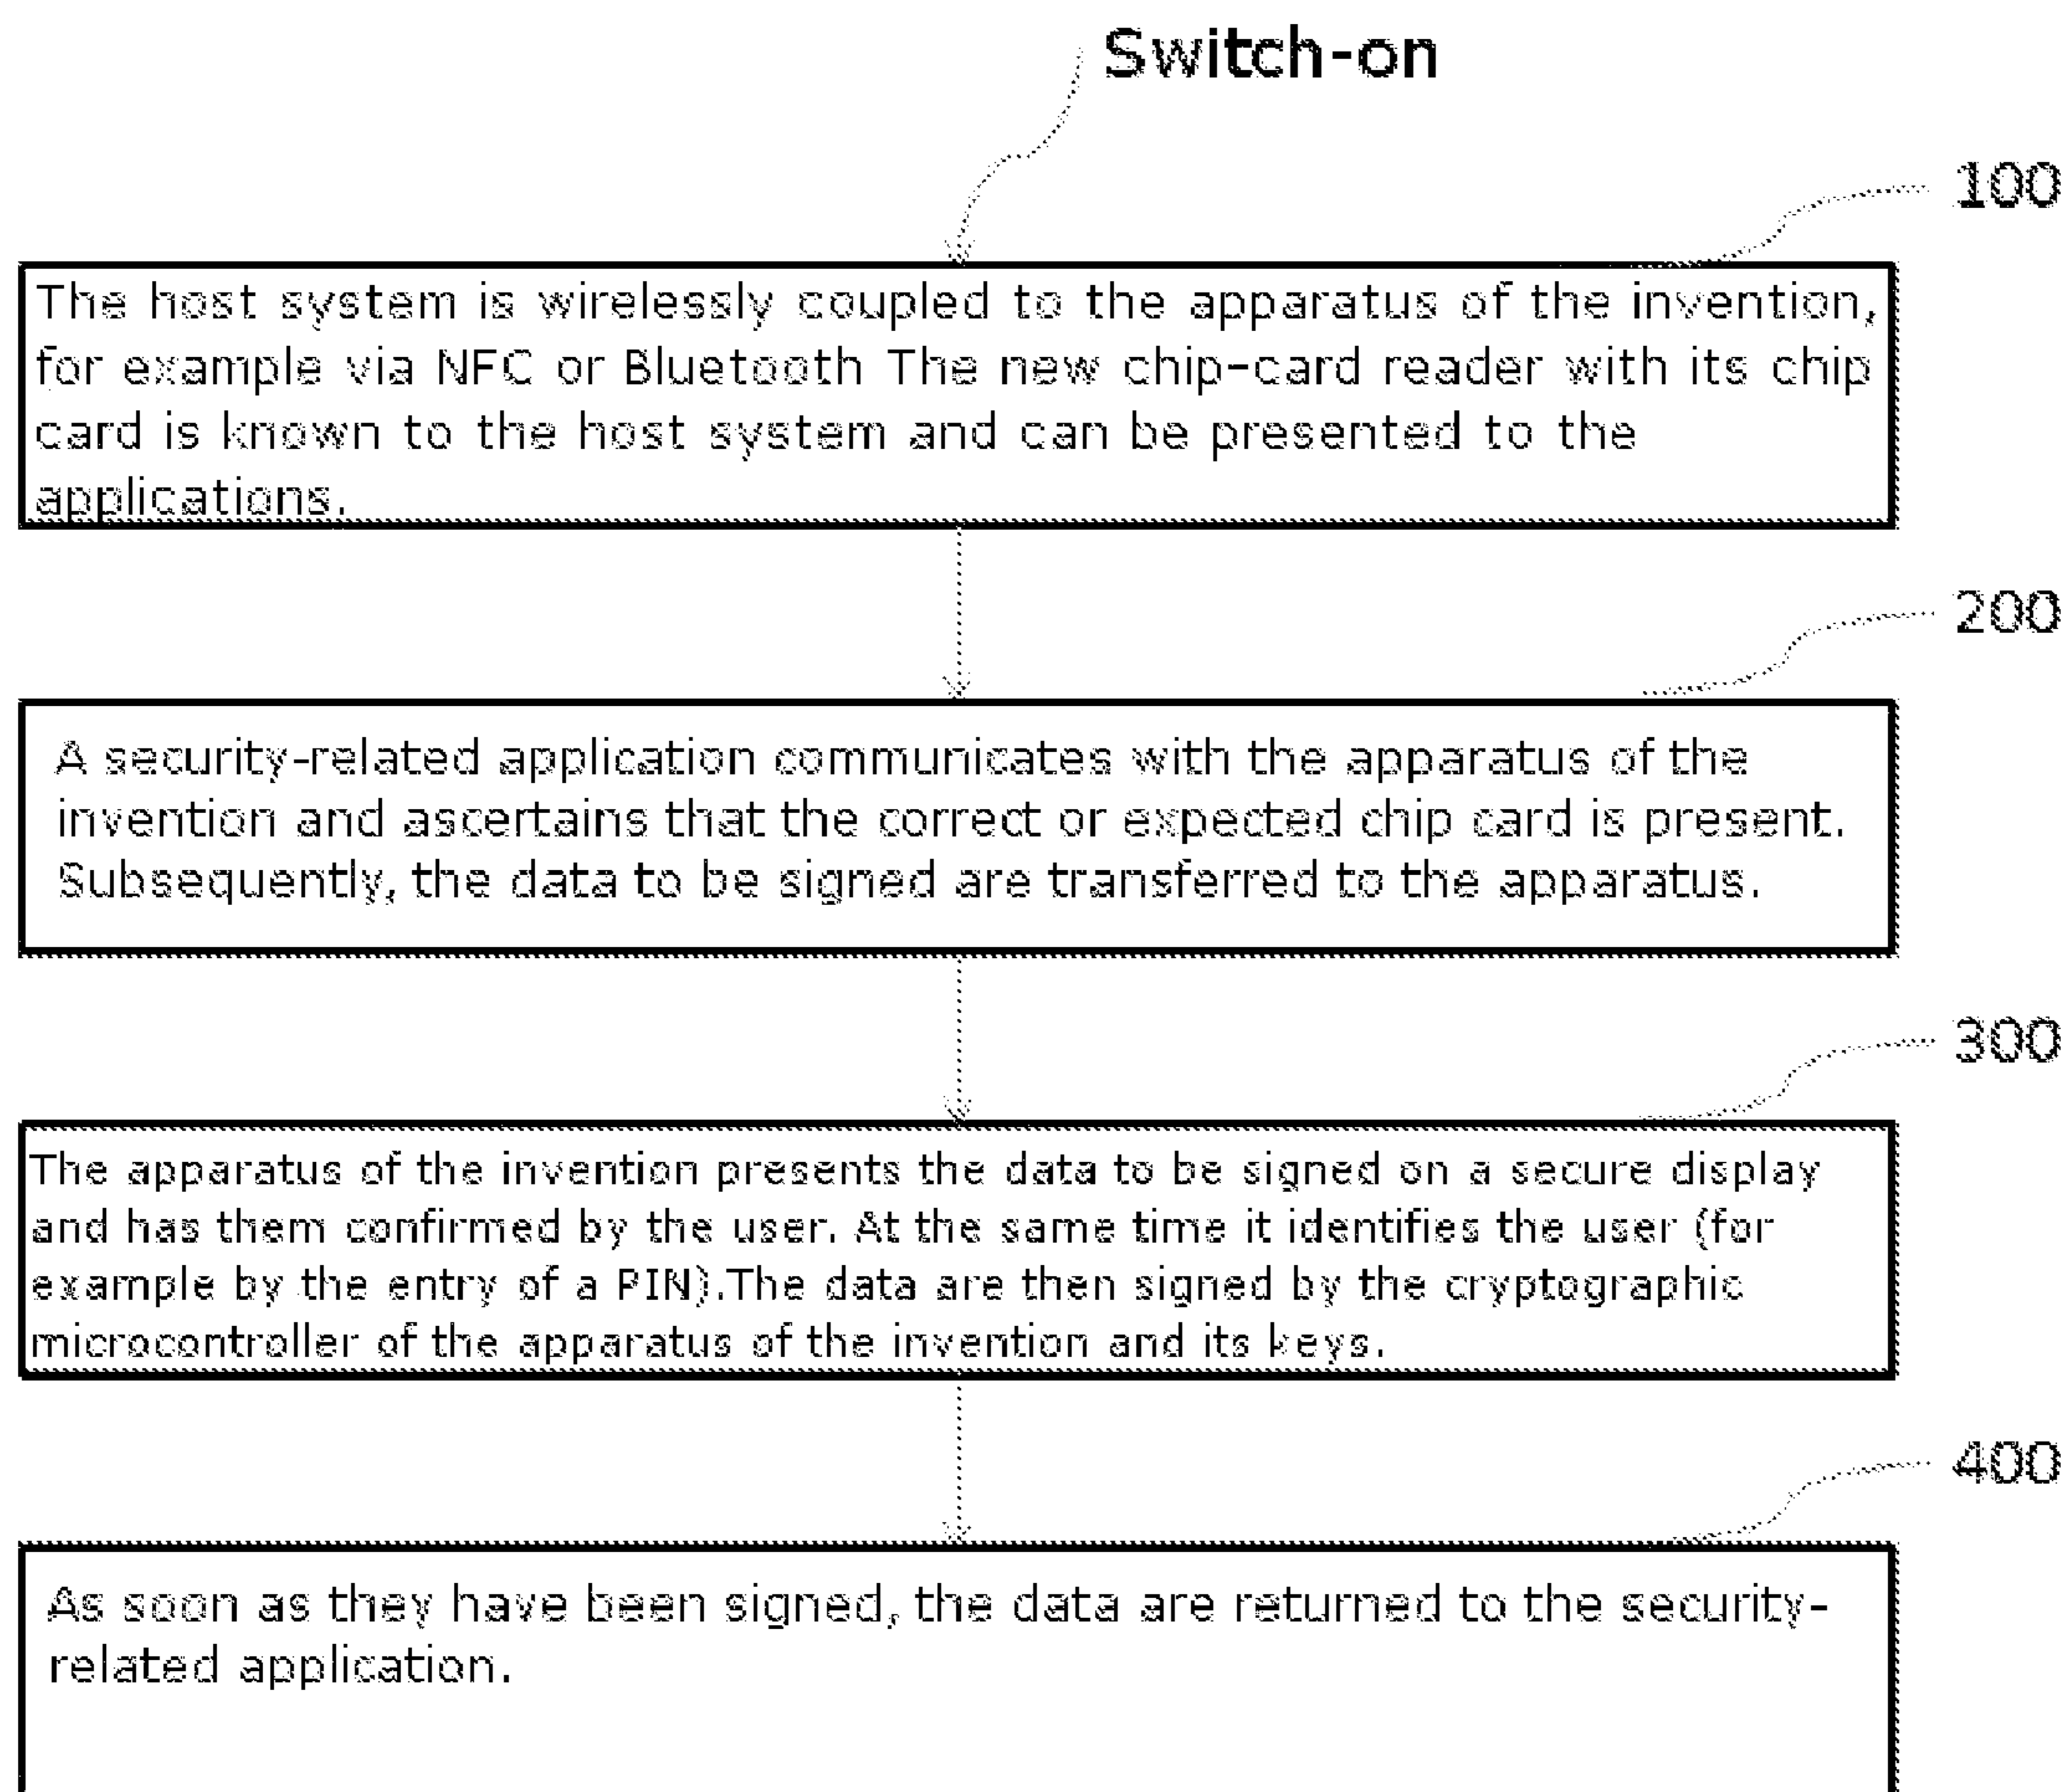 Switch-on
100
The host system is wirelessly coupled to the apparatus of the invention,
for example via NFC or Bluetooth The new chip-card reader with its chip
card is known to the host system and can be presented to the
applications.
200
A security-related application communicates with the apparatus of the
invention and ascertains that the correct or expected chip card is present.
Subsequently, the data to be signed are transferred to the apparatus.
300
The apparatus of the invention presents the data to be signed on a secure display
and has them confirmed by the user. At the same time it identifies the user (for
example by the entry of a PIN).The data are then signed by the cryptographic
microcontroller of the apparatus of the invention and its keys.
400
As soon as they have been signed, the data are returned to the security-
related application.